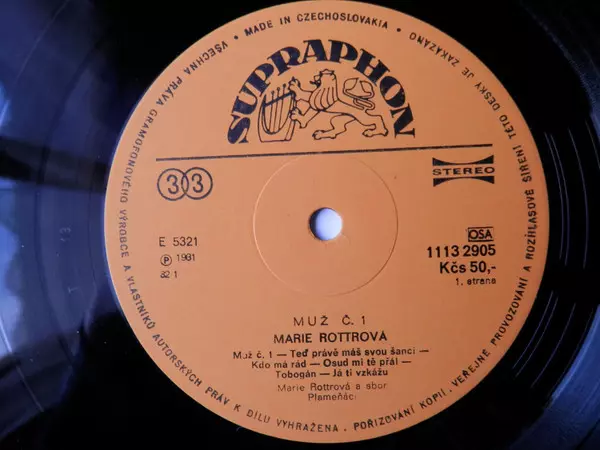 VŠECHNA PRÁVA GRAMOFONOVÉHO VÝROBCE A VLASTNÍKŮ AUTORSKÝCH PRÁV K DÍLU VYHRAŽENA. POŘIZOVÁNÍ KOPIÍ, VEŘEJNÉ PROVOZOVÁNÍ A ROZHLASOVÉ ŠÍŘENÍ TÉTO DESKY JE ZAKÁZÁNO • MADE IN CZECHOSLOVAKIA •
SUPRAPHON
33
STEREO
E 5321
Ⓟ 1981
82 1
OSA
1113 2905
Kčs 50,-
1. strana
MUŽ Č. 1
MARIE ROTTROVÁ
Muž č. 1 — Teď právě máš svou šanci —
Kdo má rád — Osud mi tě přál —
Tobogán — Já ti vzkážu
Marie Rottrová a sbor
Plameňáci